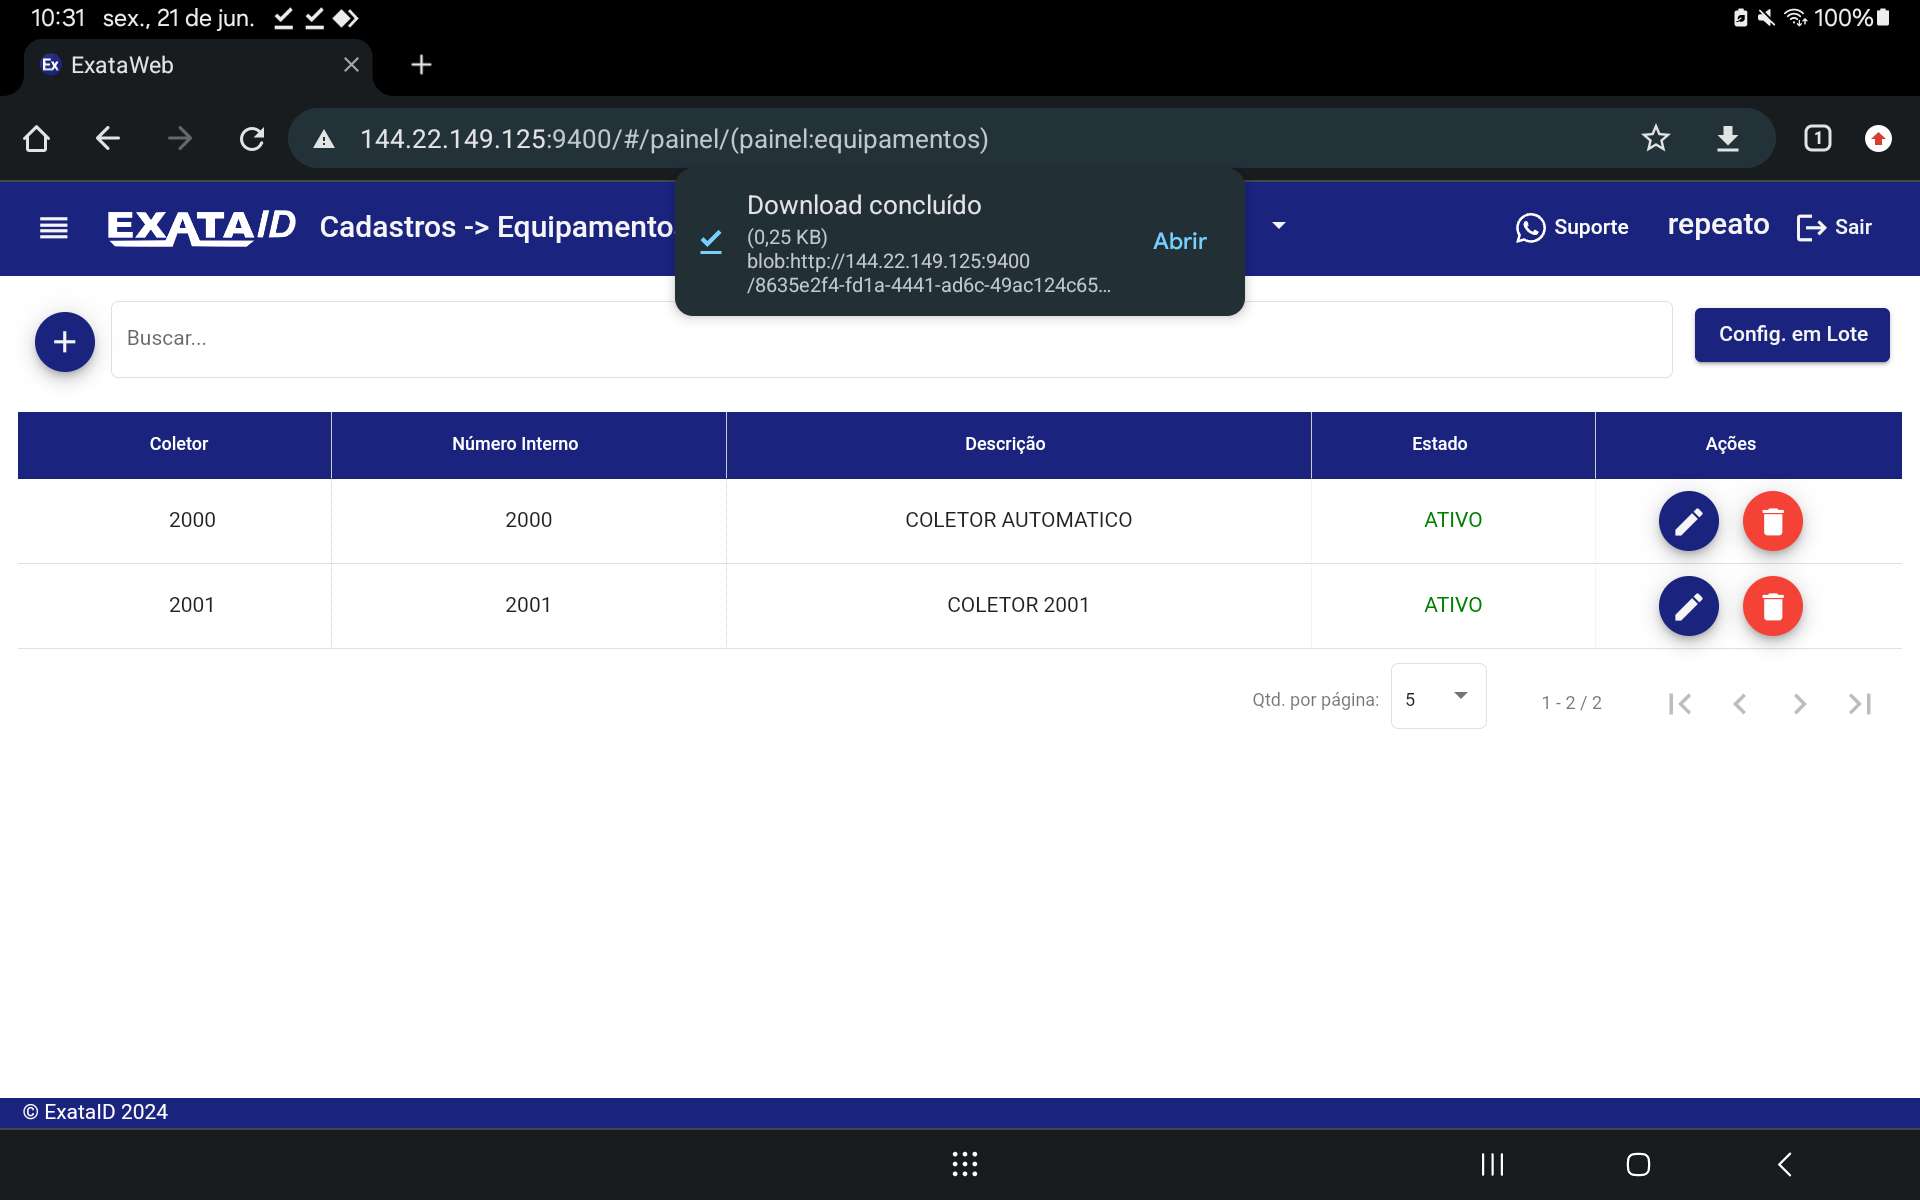 10:31 sex., 21 de jun. 100%
Ex ExataWeb
144.22.149.125:9400/#/painel/(painel:equipamentos) 1
EXATAID Cadastros -> Equipamento Suporte repeato Sair
Download concluído
(0,25 KB)
blob:http://144.22.149.125:9400
/8635e2f4-fd1a-4441-ad6c-49ac124c65...
Abrir
Buscar... Config. em Lote
Coletor Número Interno Descrição Estado Ações
2000 2000 COLETOR AUTOMATICO ATIVO
2001 2001 COLETOR 2001 ATIVO
Qtd. por página: 5 1 - 2 / 2
© ExataID 2024